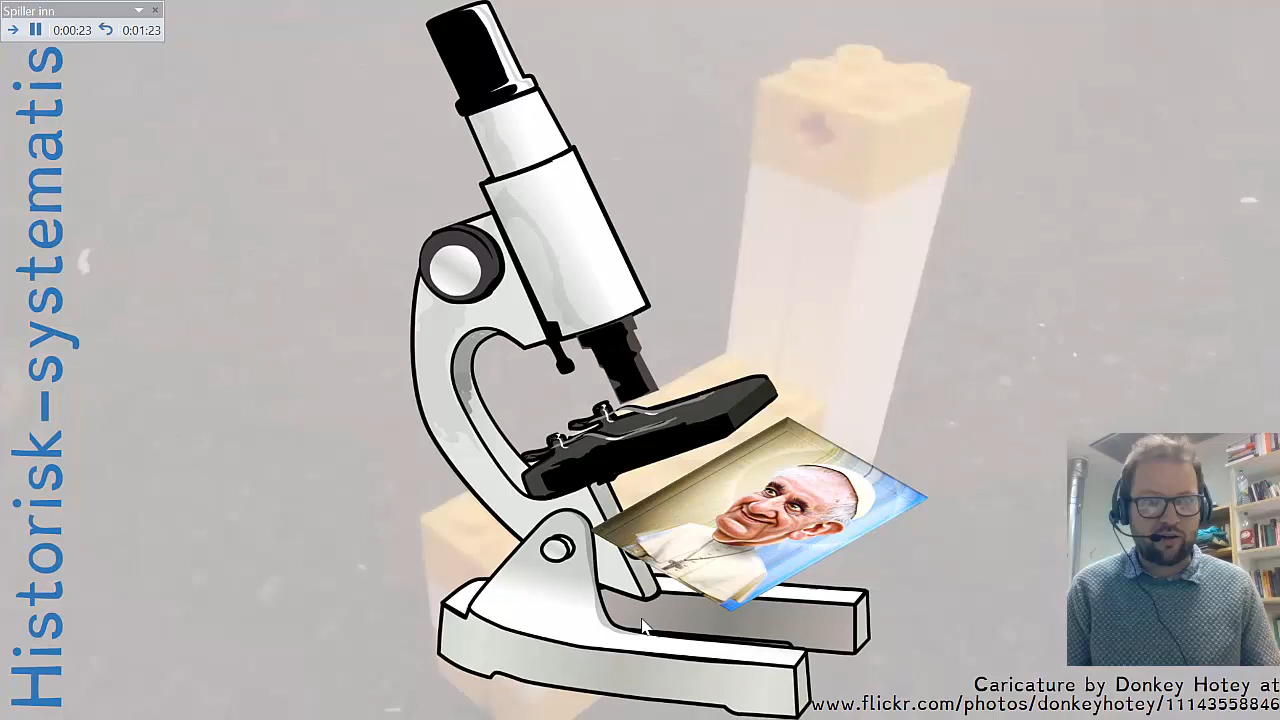 Spiller inn
0:00:23 0:01:23
Historisk-systematis
Caricature by Donkey Hotey at
www.flickr.com/photos/donkeyhotey/11143558846